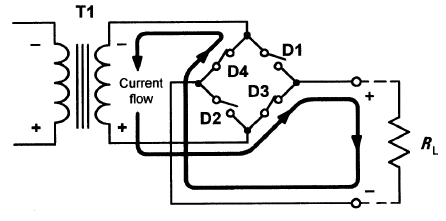 T1
− −
D4 D1
Current
flow
D2 D3
+
+ +
R_L
−